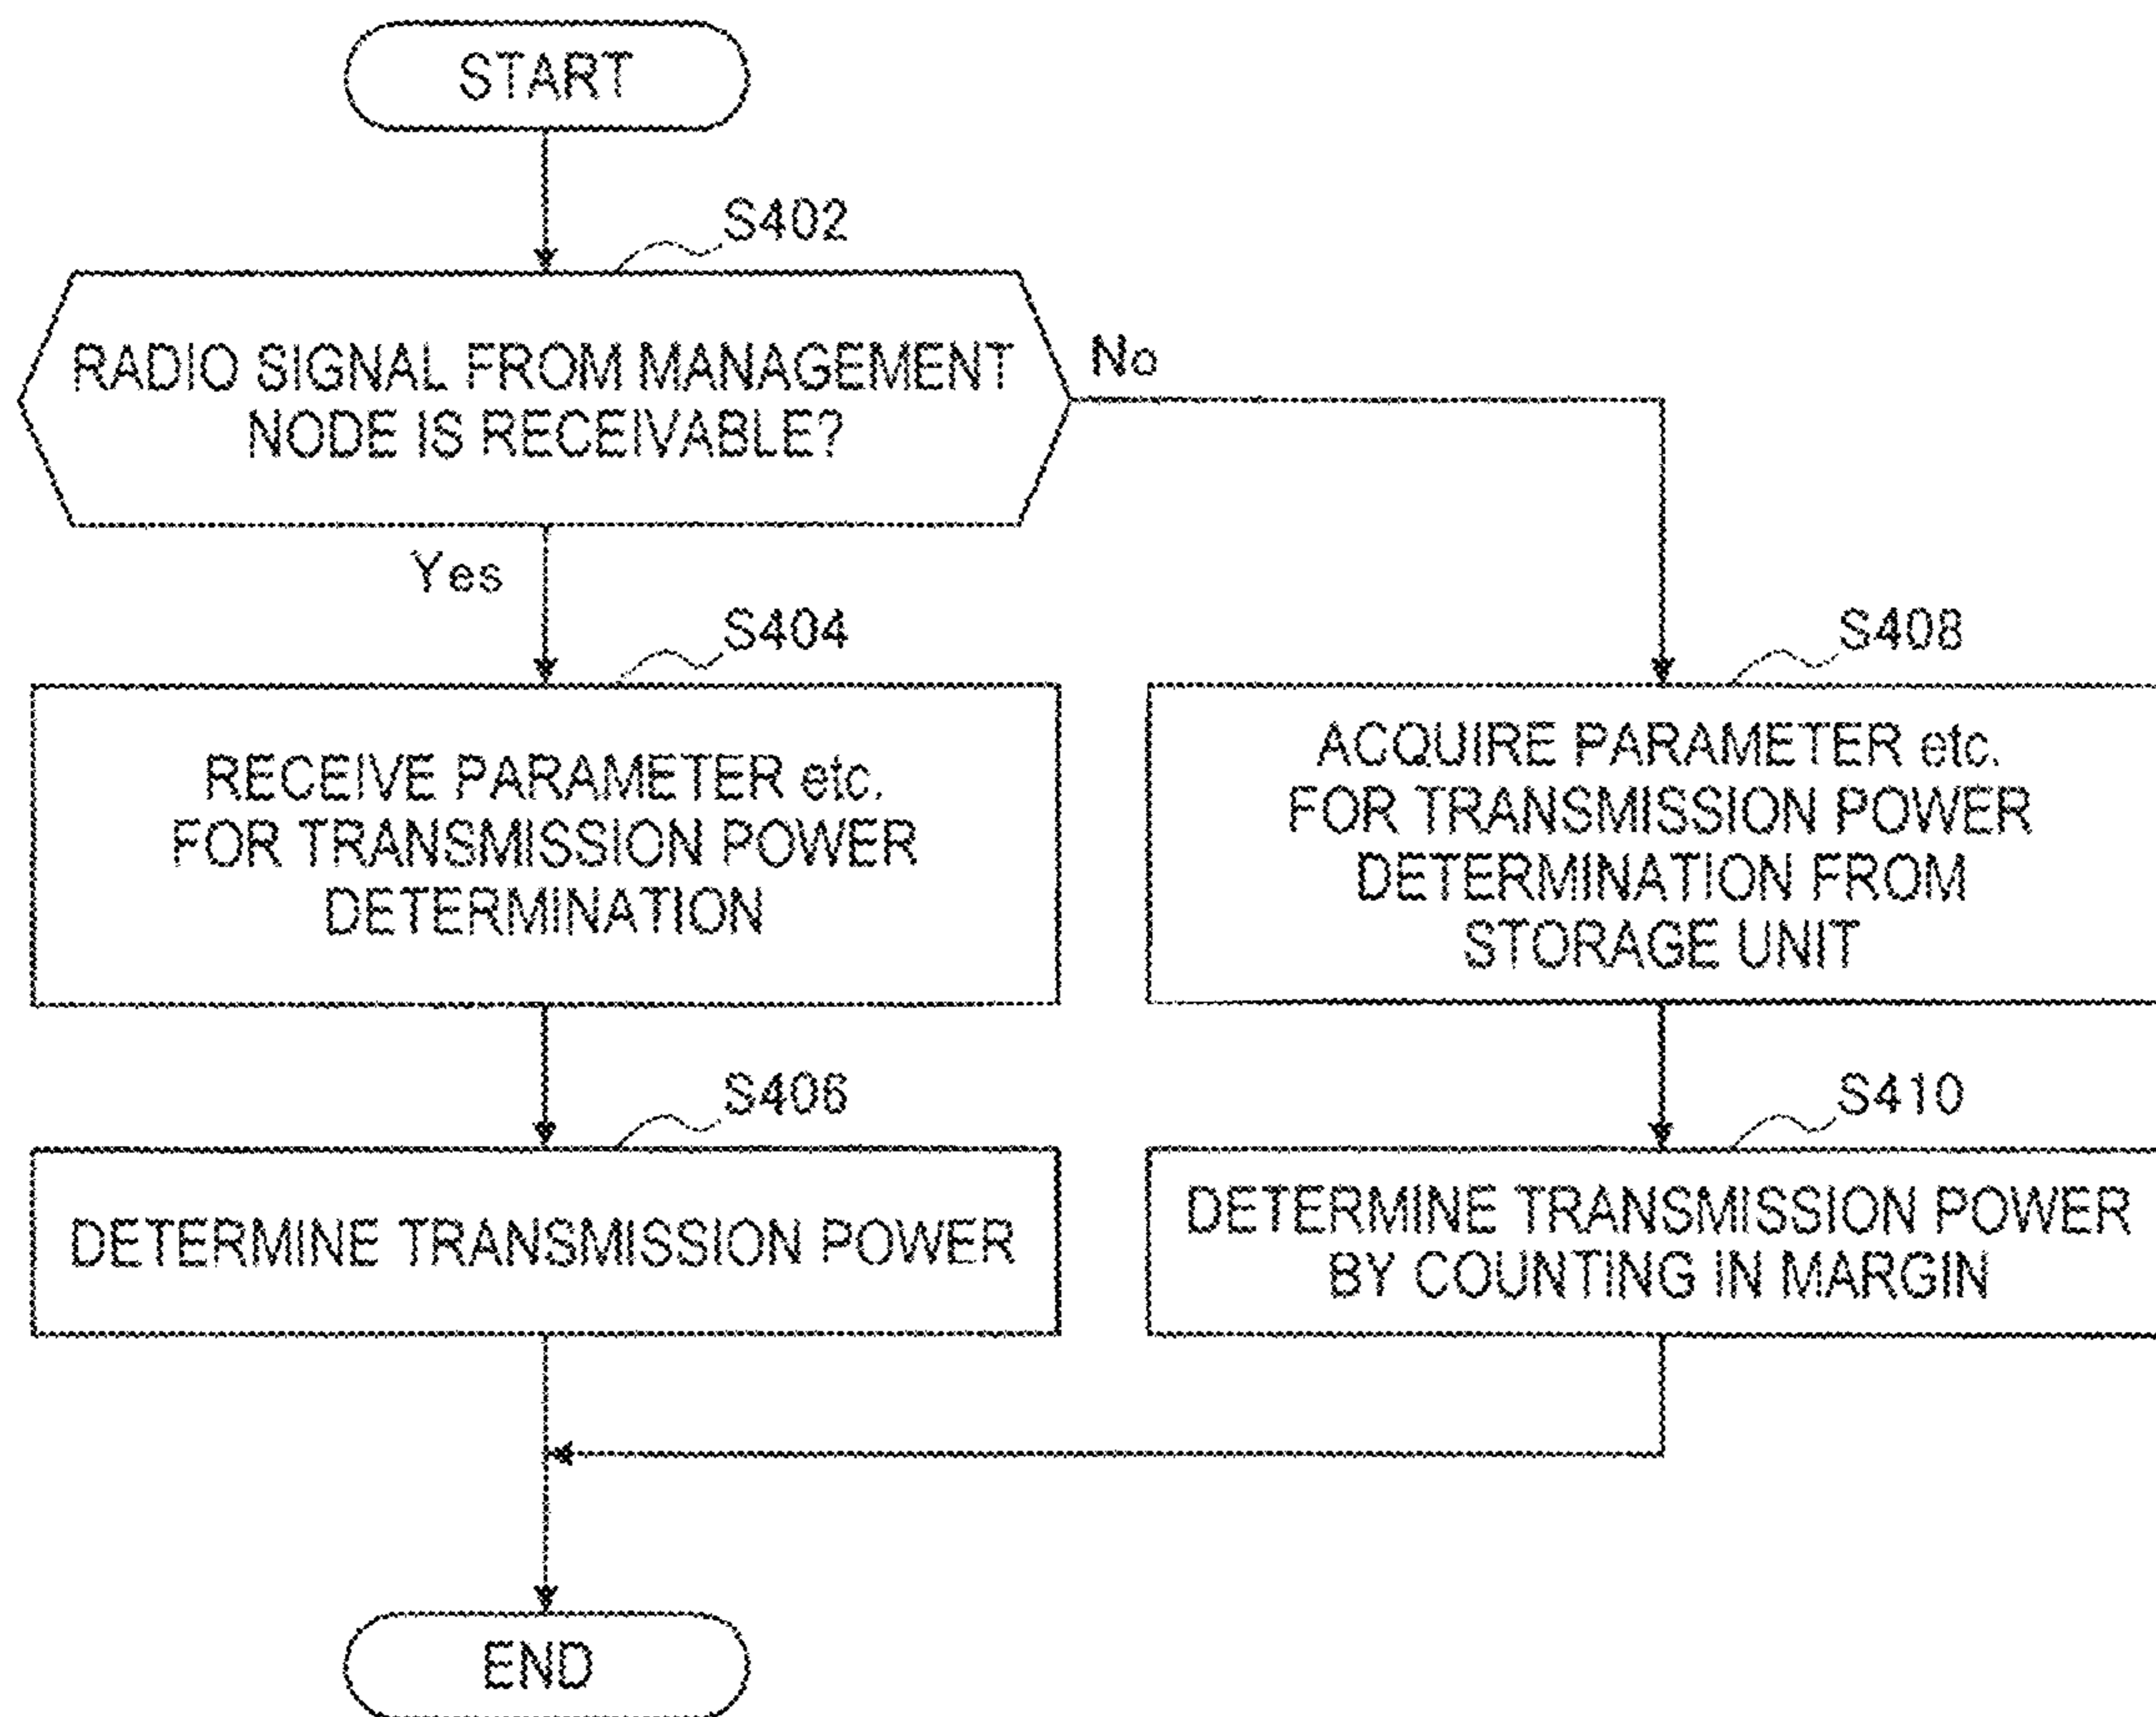 START
S402
RADIO SIGNAL FROM MANAGEMENT
NODE IS RECEIVABLE?
No
Yes
S404
RECEIVE PARAMETER etc.
FOR TRANSMISSION POWER
DETERMINATION
S408
ACQUIRE PARAMETER etc.
FOR TRANSMISSION POWER
DETERMINATION FROM
STORAGE UNIT
S406
DETERMINE TRANSMISSION POWER
S410
DETERMINE TRANSMISSION POWER
BY COUNTING IN MARGIN
END